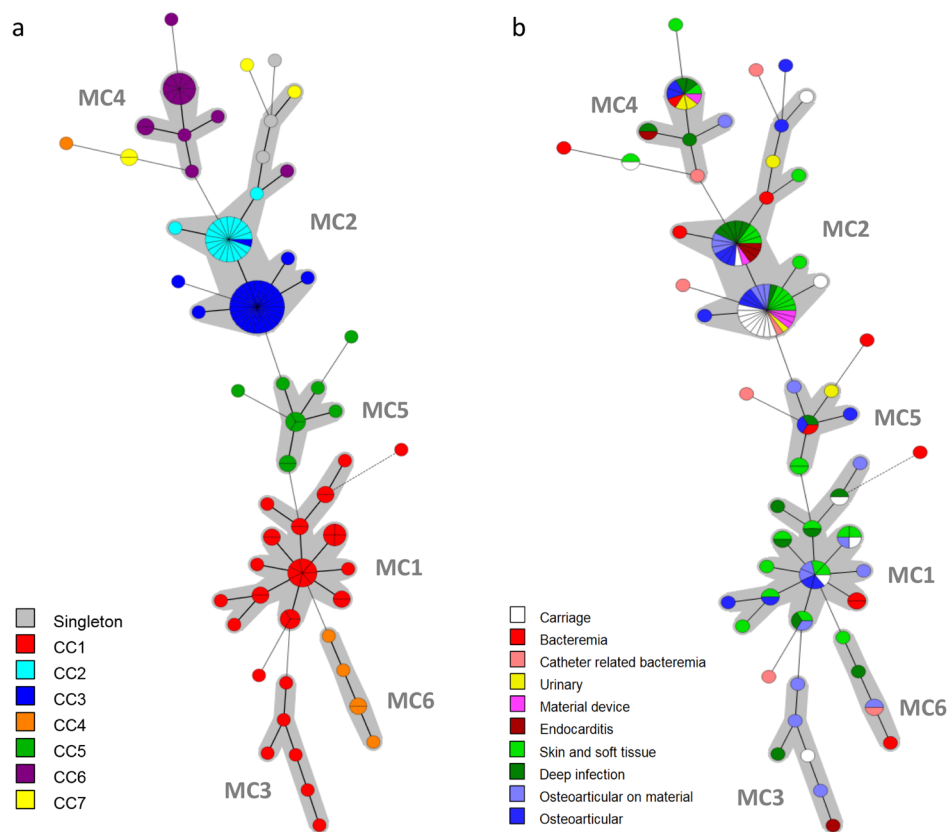 a
MC4
MC2
MC5
MC1
MC6
MC3
Singleton
CC1
CC2
CC3
CC4
CC5
CC6
CC7
b
MC4
MC2
MC5
MC1
MC6
MC3
Carriage
Bacteremia
Catheter related bacteremia
Urinary
Material device
Endocarditis
Skin and soft tissue
Deep infection
Osteoarticular on material
Osteoarticular